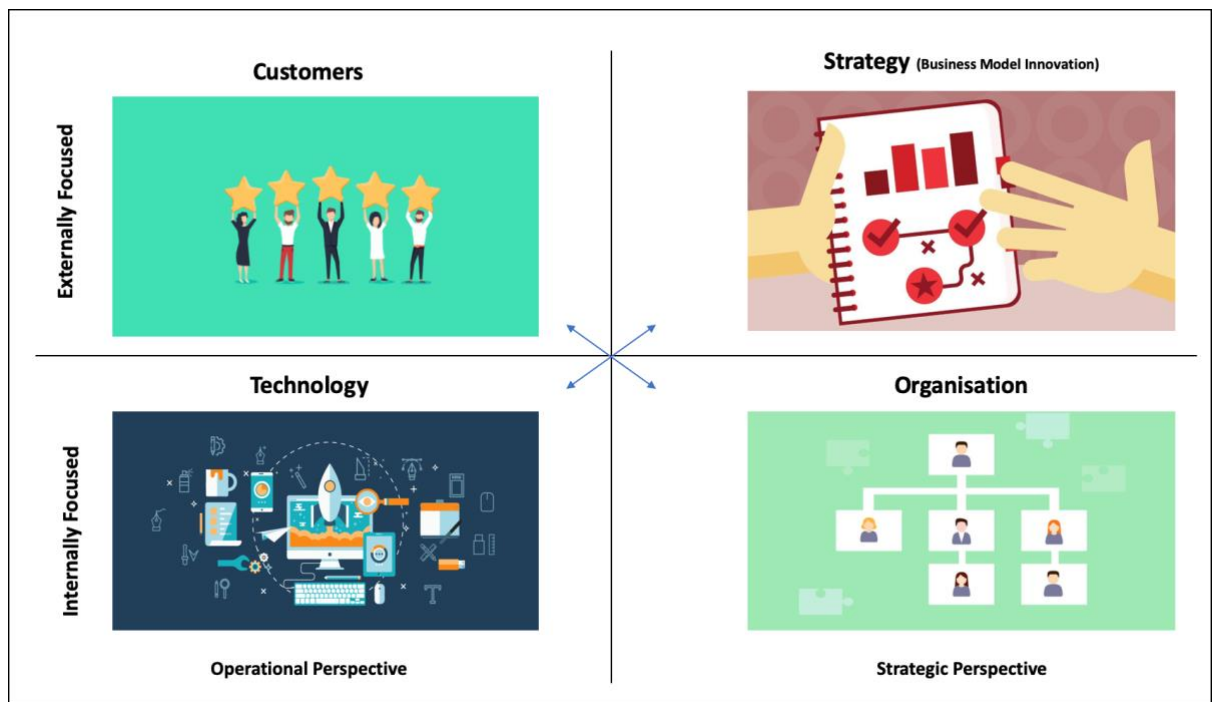 Customers
Strategy (Business Model Innovation)
Externally Focused
Technology
Organisation
Internally Focused
T
Operational Perspective
Strategic Perspective